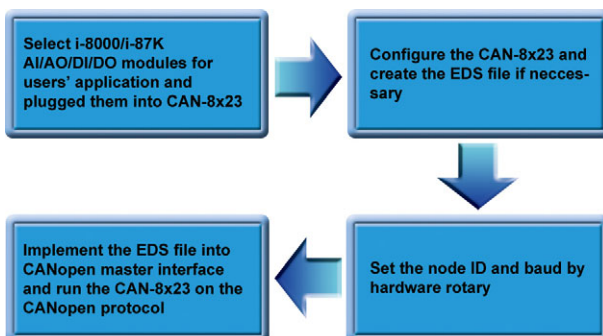 Select i-8000/i-87K
AI/AO/DI/DO modules for
users' application and
plugged them into CAN-8x23
Configure the CAN-8x23 and
create the EDS file if necces-
sary
Set the node ID and baud by
hardware rotary
Implement the EDS file into
CANopen master interface
and run the CAN-8x23 on the
CANopen protocol